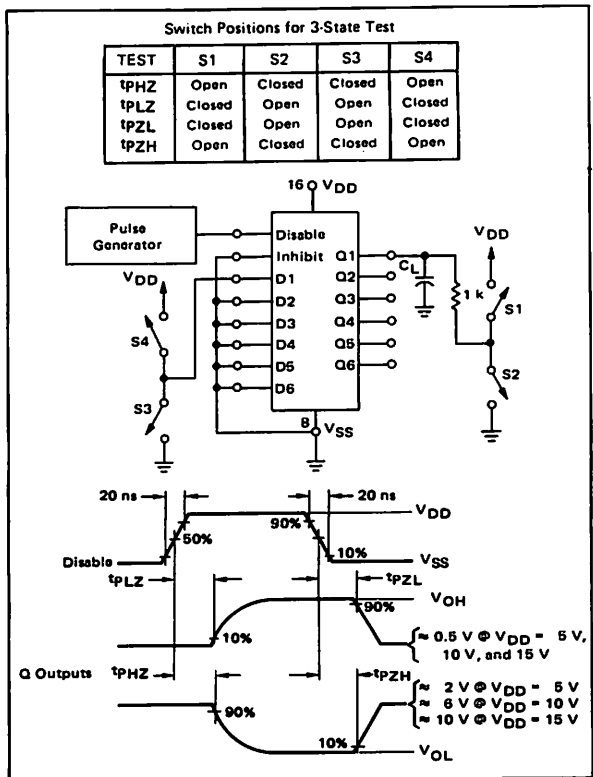 Switch Positions for 3-State Test
TEST S1 S2 S3 S4
tPHZ Open Closed Closed Open
tPLZ Closed Open Open Closed
tPZL Closed Open Open Closed
tPZH Open Closed Closed Open
16 VDD
Pulse Generator
Disable
Inhibit
D1
D2
D3
D4
D5
D6
Q1
Q2
Q3
Q4
Q5
Q6
CL
1 k
VDD
S1
S2
VDD
S4
S3
8 VSS
20 ns
20 ns
90%
VDD
50%
10%
VSS
Disable
tPLZ
tPZL
VOH
90%
10%
≈ 0.5 V @ VDD = 5 V,
10 V, and 15 V
Q Outputs
tPHZ
tPZH
≈ 2 V @ VDD = 5 V
≈ 6 V @ VDD = 10 V
≈ 10 V @ VDD = 15 V
90%
10%
VOL